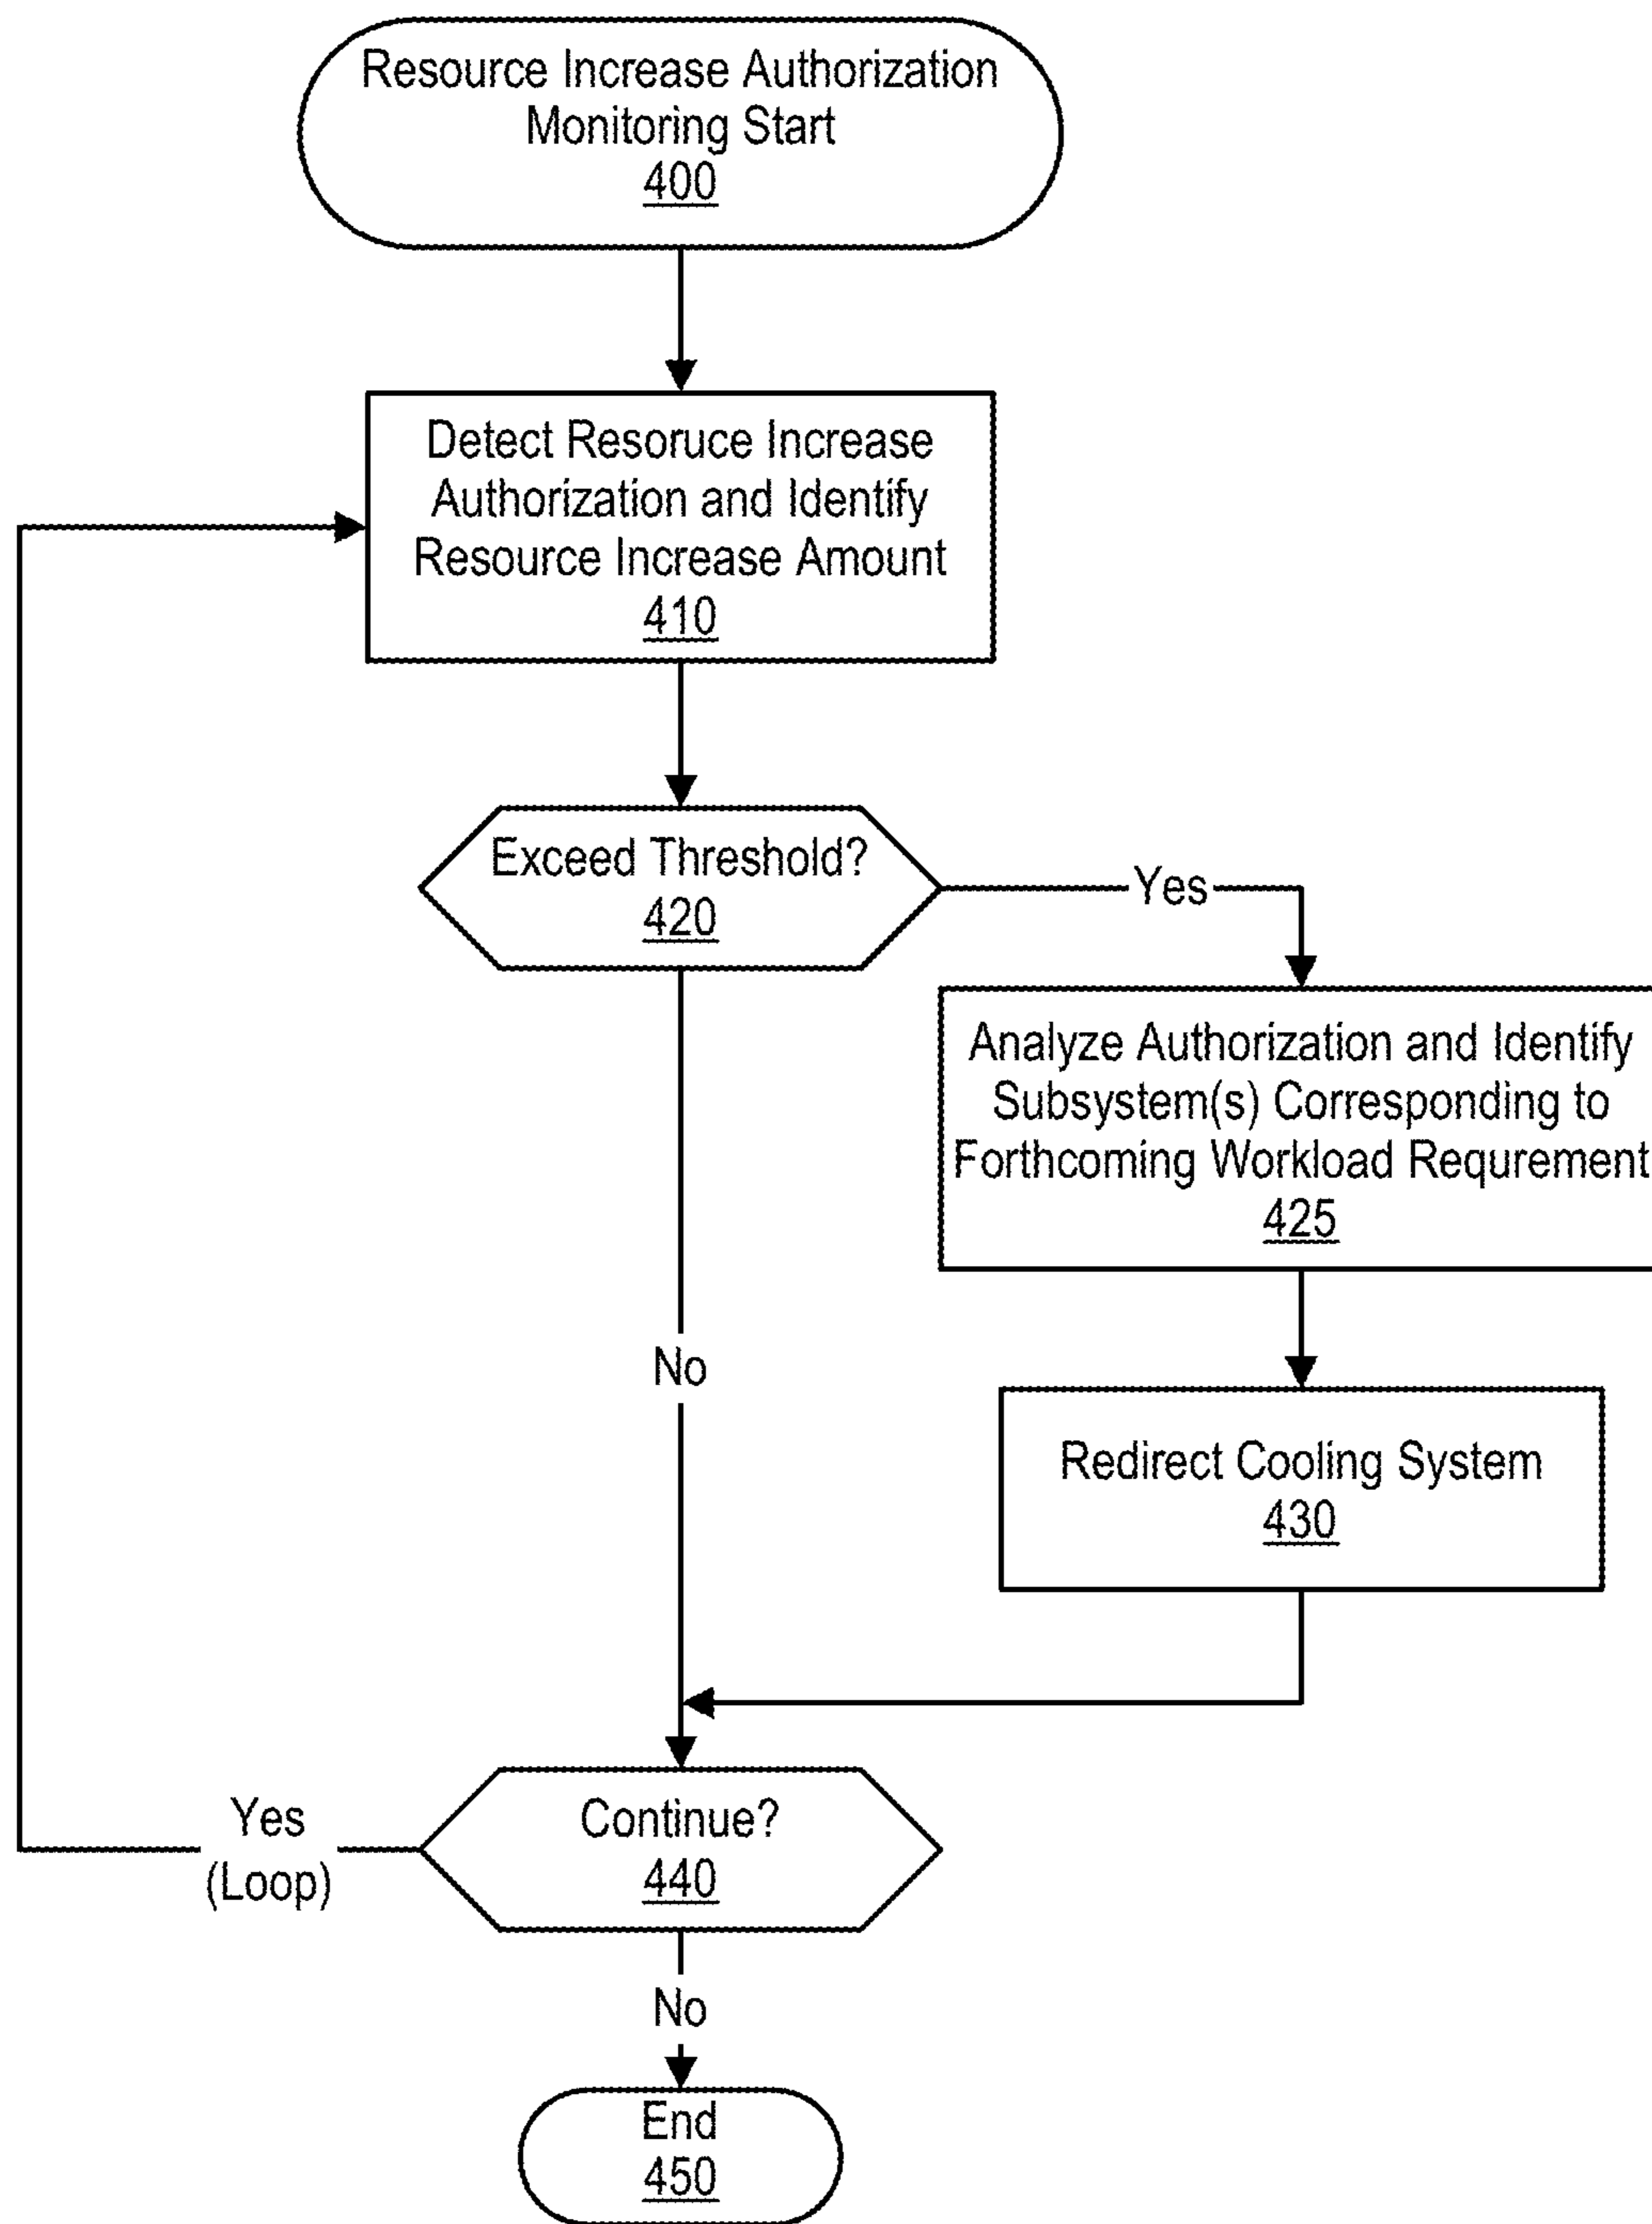 Resource Increase Authorization
Monitoring Start
400
Detect Resoruce Increase
Authorization and Identify
Resource Increase Amount
410
Exceed Threshold?
420
Yes
Analyze Authorization and Identify
Subsystem(s) Corresponding to
Forthcoming Workload Requrement
425
No
Redirect Cooling System
430
Continue?
440
Yes
(Loop)
No
End
450